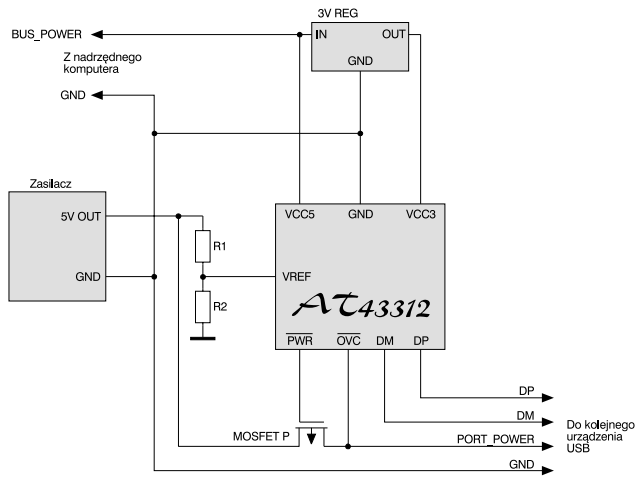 3V REG
BUS_POWER
IN
OUT
GND
Z nadrzędnego
komputera
GND
Zasilacz
5V OUT
GND
R1
R2
VCC5
GND
VCC3
VREF
AT43312
PWR
OVC
DM
DP
MOSFET P
DP
DM
PORT_POWER
GND
Do kolejnego
urządzenia
USB